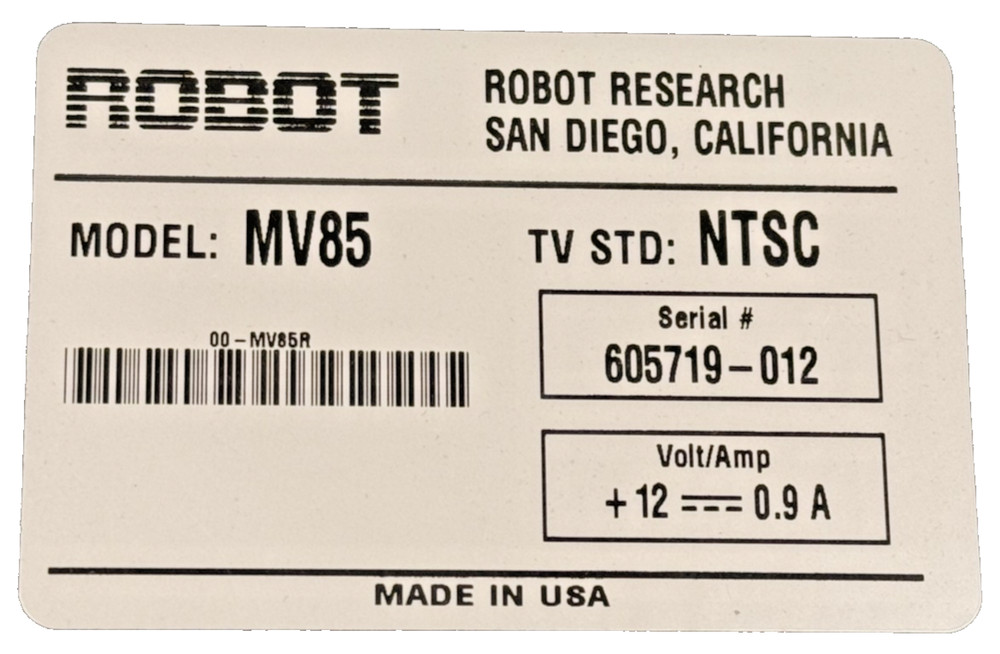 ROBOT
ROBOT RESEARCH
SAN DIEGO, CALIFORNIA
MODEL: MV85
TV STD: NTSC
00-MV85R
Serial #
605719-012
Volt/Amp
+12 ⎓ 0.9 A
MADE IN USA